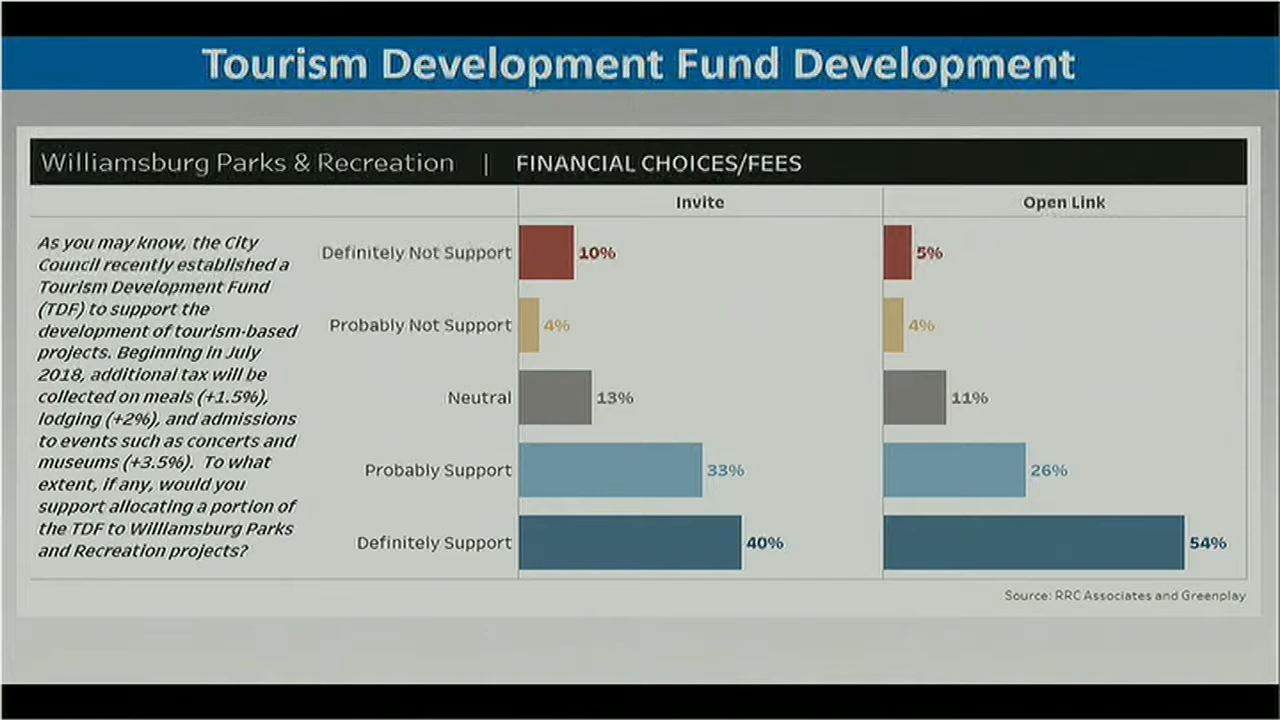 Tourism Development Fund Development
Williamsburg Parks & Recreation | FINANCIAL CHOICES/FEES
Invite
Open Link
As you may know, the City
Council recently established a
Tourism Development Fund
(TDF) to support the
development of tourism-based
projects. Beginning in July
2018, additional tax will be
collected on meals (+1.5%),
lodging (+2%), and admissions
to events such as concerts and
museums (+3.5%). To what
extent, if any, would you
support allocating a portion of
the TDF to Williamsburg Parks
and Recreation projects?
Definitely Not Support 10% 5%
Probably Not Support 4% 4%
Neutral 13% 11%
Probably Support 33% 26%
Definitely Support 40% 54%
Source: RRC Associates and Greenplay